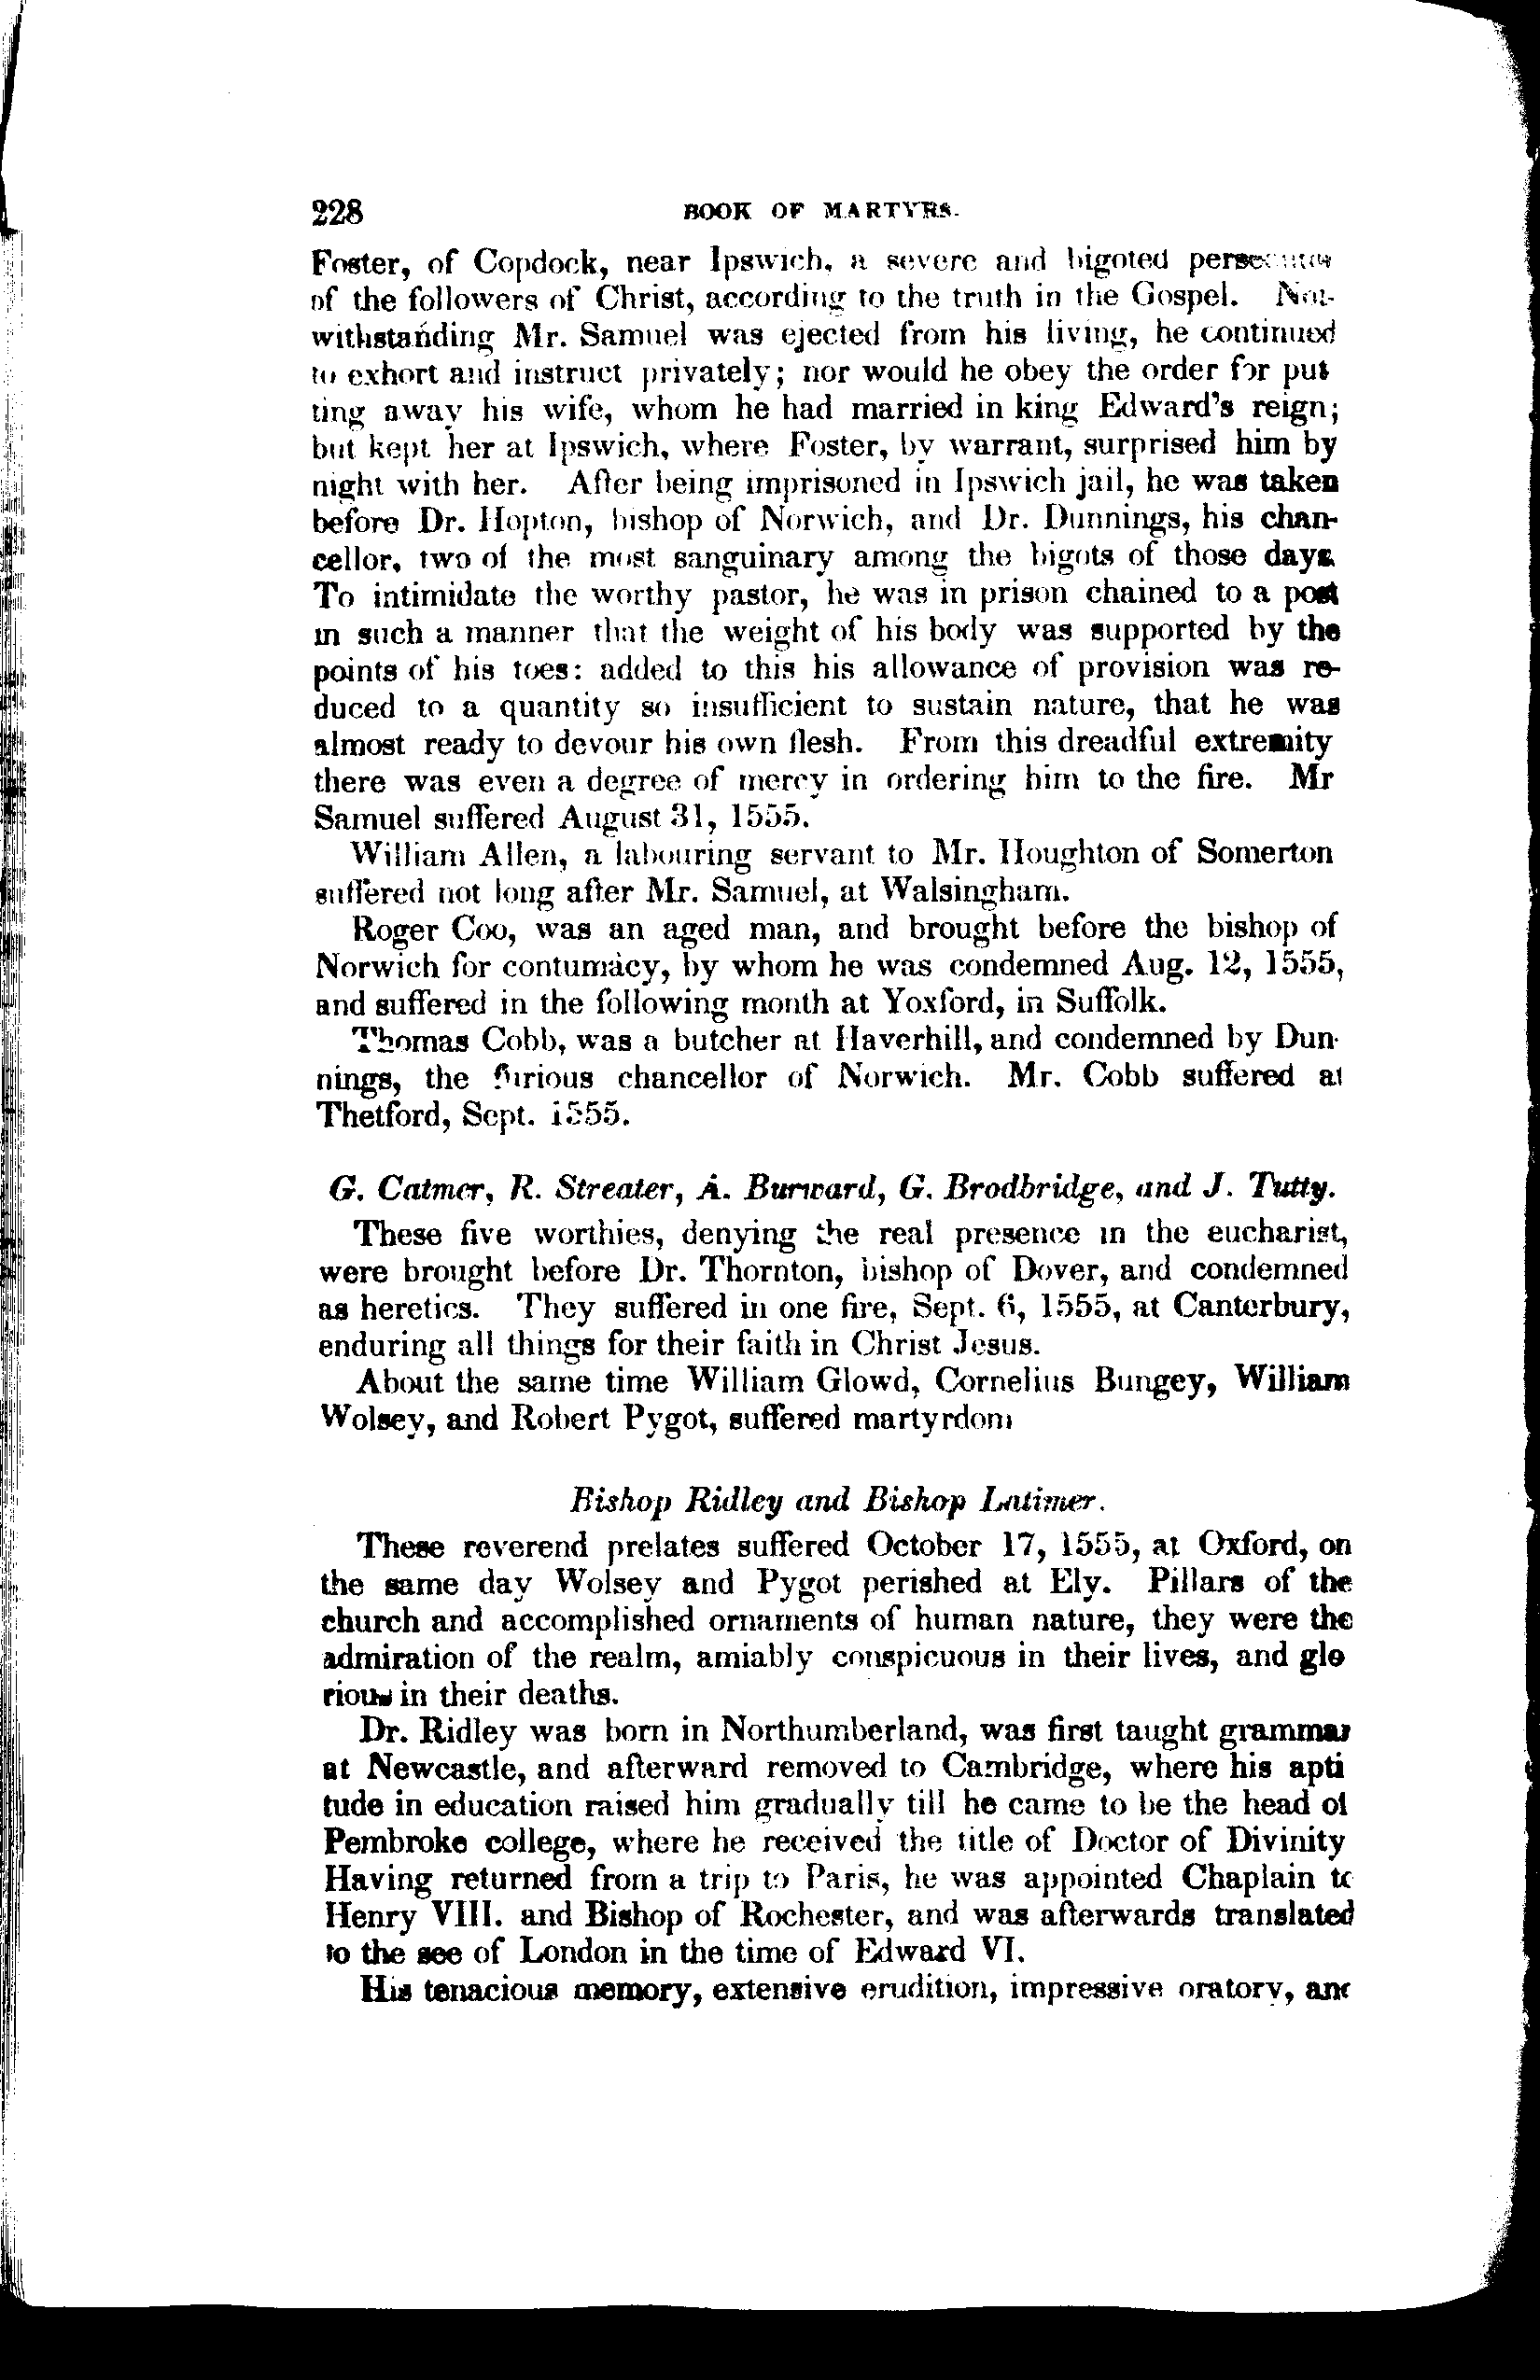 228 BOOK OF MARTYRS.
Foster, of Copdock, near Ipswich, a severe and bigoted
of the followers of Christ, according to the truth in the Gospel. Not-
withstanding Mr. Samuel was ejected from his living, he continued
to exhort and instruct privately; nor would he obey the order for put
ting away his wife, whom he had married in king Edward's reign;
but kept her at Ipswich, where Foster, by warrant, surprised him by
night with her. After being imprisoned in Ipswich jail, he was taken
before Dr. Hopton, bishop of Norwich, and Dr. Dunnings, his chan-
cellor, two of the most sanguinary among the bigots of those days.
To intimidate the worthy pastor, he was in prison chained to a post
in such a manner that the weight of his body was supported by the
points of his toes: added to this his allowance of provision was re-
duced to a quantity so insufficient to sustain nature, that he was
almost ready to devour his own flesh. From this dreadful extremity
there was even a degree of mercy in ordering him to the fire. Mr
Samuel suffered August 31, 1555.
William Allen, a labouring servant to Mr. Houghton of Somerton
suffered not long after Mr. Samuel, at Walsingham.
Roger Coo, was an aged man, and brought before the bishop of
Norwich for contumacy, by whom he was condemned Aug. 12, 1555,
and suffered in the following month at Yoxford, in Suffolk.
Thomas Cobb, was a butcher at Haverhill, and condemned by Dun-
nings, the furious chancellor of Norwich. Mr. Cobb suffered at
Thetford, Sept. 1555.
G. Catmer, R. Streater, A. Burward, G. Brodbridge, and J. Tutty.
These five worthies, denying the real presence in the eucharist,
were brought before Dr. Thornton, bishop of Dover, and condemned
as heretics. They suffered in one fire, Sept. 6, 1555, at Canterbury,
enduring all things for their faith in Christ Jesus.
About the same time William Glowd, Cornelius Bungey, William
Wolsey, and Robert Pygot, suffered martyrdom
Bishop Ridley and Bishop Latimer.
These reverend prelates suffered October 17, 1555, at Oxford, on
the same day Wolsey and Pygot perished at Ely. Pillars of the
church and accomplished ornaments of human nature, they were the
admiration of the realm, amiably conspicuous in their lives, and glo
rious in their deaths.
Dr. Ridley was born in Northumberland, was first taught grammar
at Newcastle, and afterward removed to Cambridge, where his apti
tude in education raised him gradually till he came to be the head of
Pembroke college, where he received the title of Doctor of Divinity
Having returned from a trip to Paris, he was appointed Chaplain to
Henry VIII. and Bishop of Rochester, and was afterwards translated
to the see of London in the time of Edward VI.
His tenacious memory, extensive erudition, impressive oratory, and